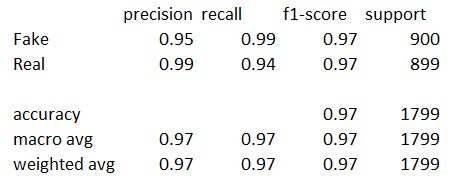 precision recall f1-score support
Fake 0.95 0.99 0.97 900
Real 0.99 0.94 0.97 899
accuracy 0.97 1799
macro avg 0.97 0.97 0.97 1799
weighted avg 0.97 0.97 0.97 1799